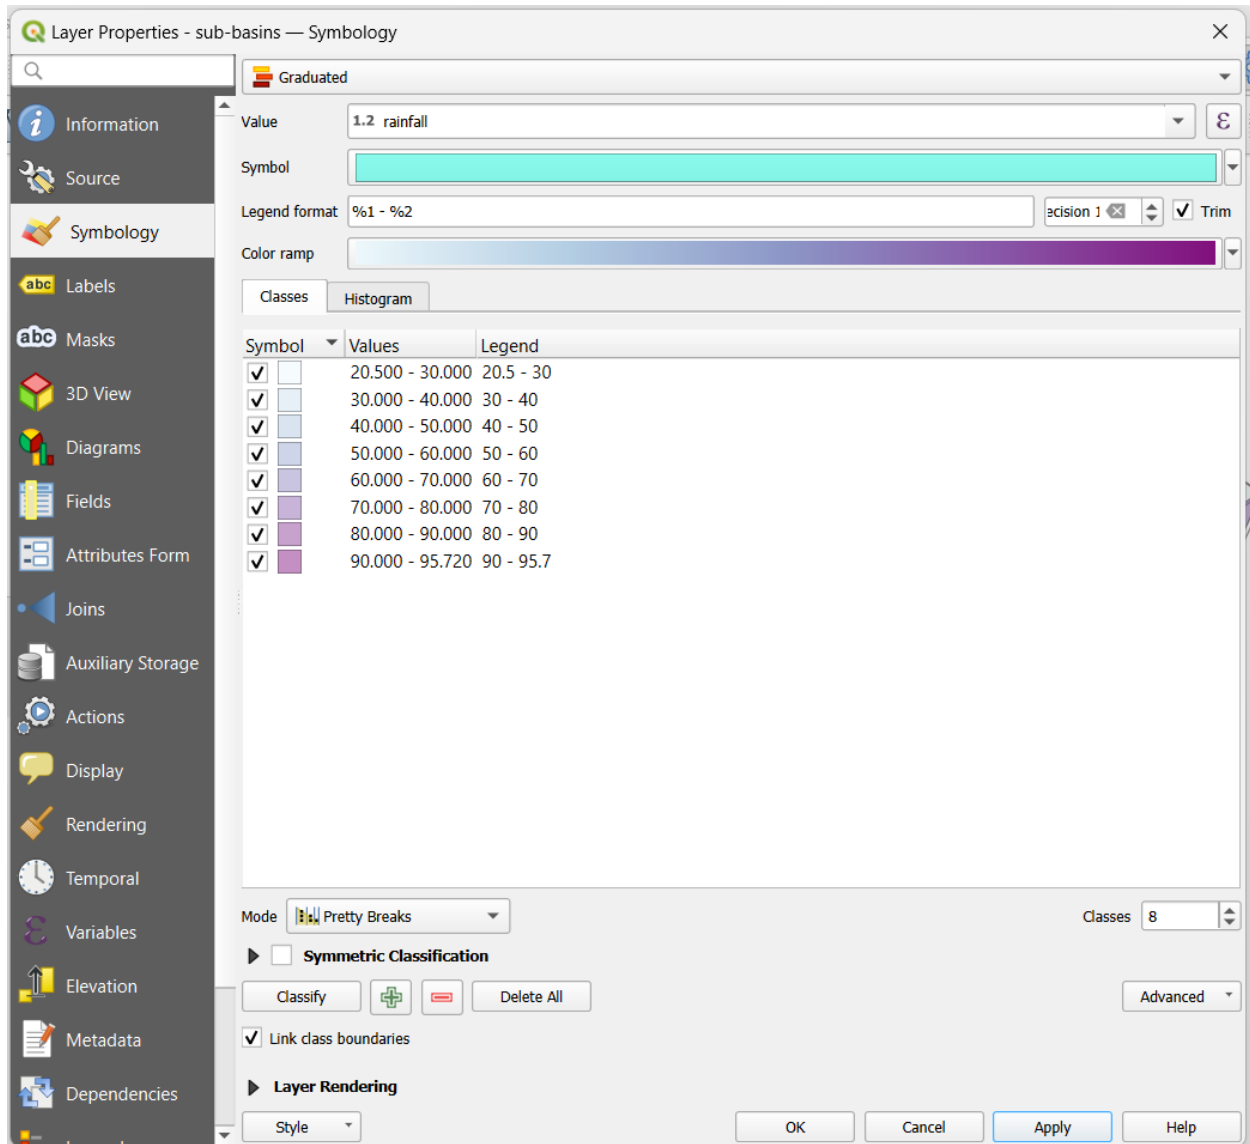 Layer Properties - sub-basins — Symbology
Graduated
Information
Value
1.2 rainfall
ε
Source
Symbol
Symbology
Legend format
%1 - %2
ecision 1
Trim
Color ramp
abc Labels
Classes
Histogram
abc Masks
Symbol
Values
Legend
20.500 - 30.000 20.5 - 30
3D View
30.000 - 40.000 30 - 40
40.000 - 50.000 40 - 50
Diagrams
50.000 - 60.000 50 - 60
60.000 - 70.000 60 - 70
Fields
70.000 - 80.000 70 - 80
80.000 - 90.000 80 - 90
Attributes Form
90.000 - 95.720 90 - 95.7
Joins
Auxiliary Storage
Actions
Display
Rendering
Temporal
Mode
Pretty Breaks
Classes
8
ε Variables
Symmetric Classification
Elevation
Classify
Delete All
Advanced
Metadata
Link class boundaries
Dependencies
Layer Rendering
Style
OK
Cancel
Apply
Help